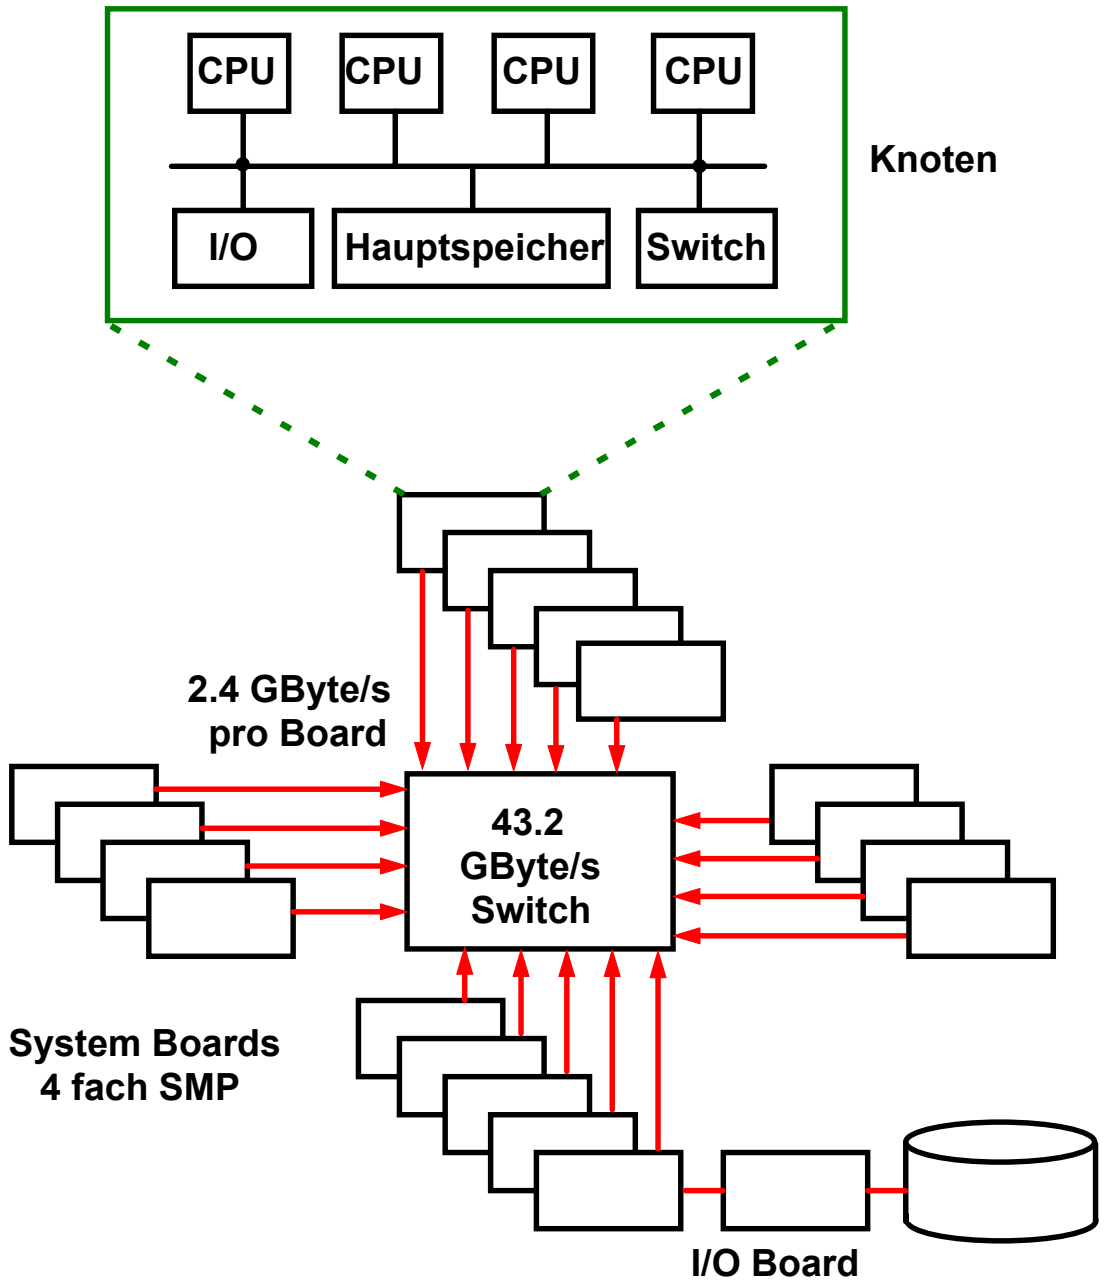 CPU CPU CPU CPU
Knoten
I/O Hauptspeicher Switch
2.4 GByte/s
pro Board
43.2
GByte/s
Switch
System Boards
4 fach SMP
I/O Board